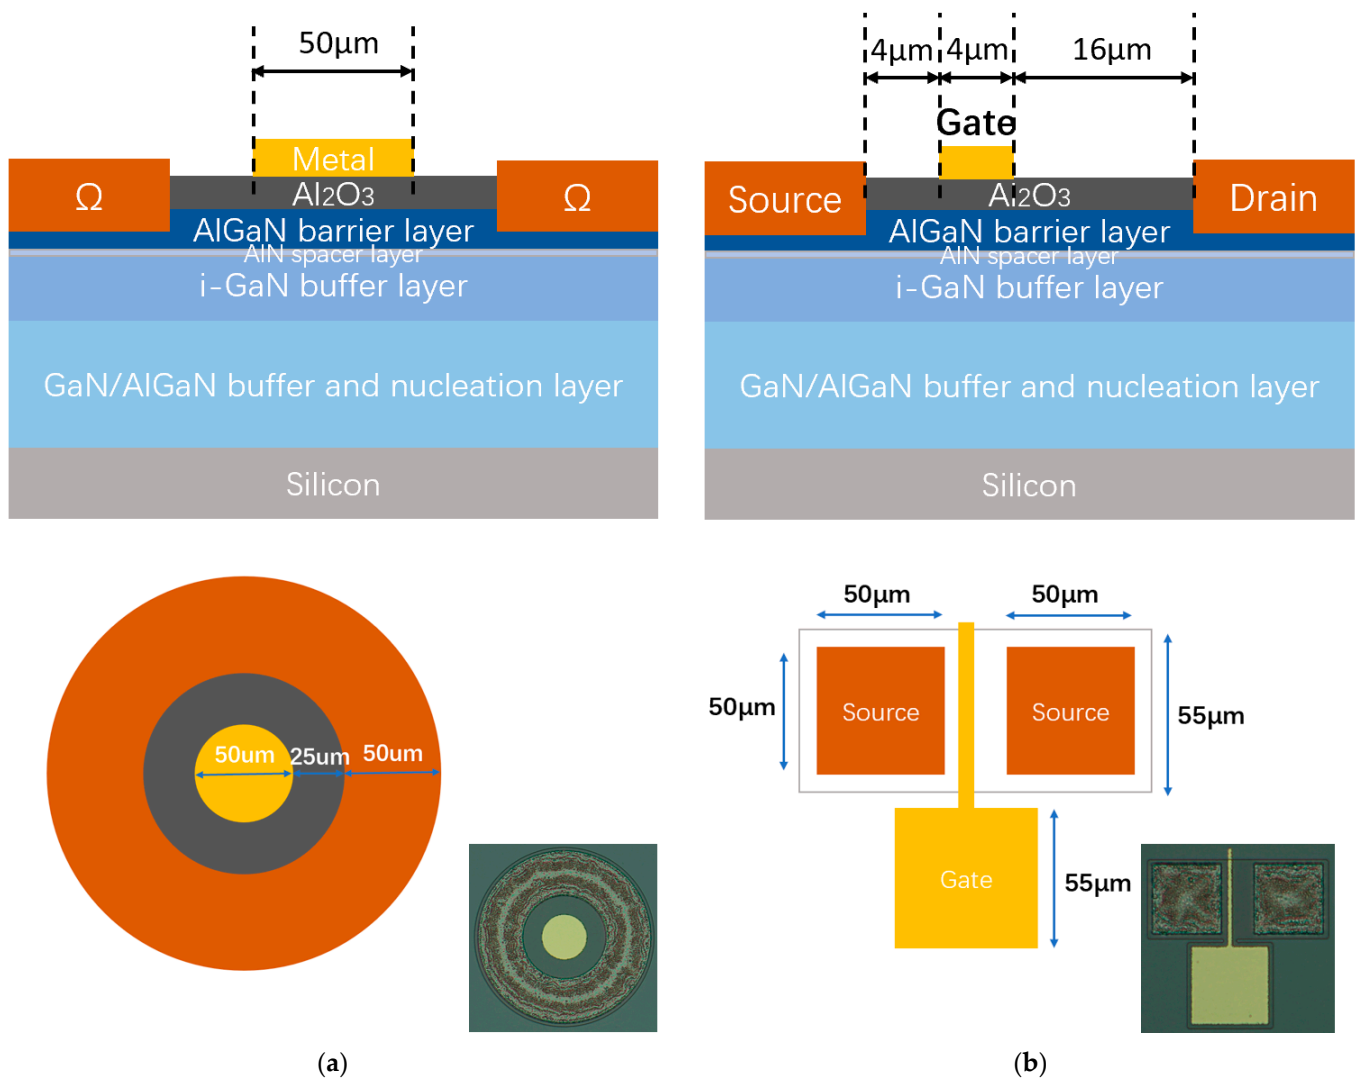 50μm
Metal
Ω
Al2O3
Ω
AlGaN barrier layer
AlN spacer layer
i-GaN buffer layer
GaN/AlGaN buffer and nucleation layer
Silicon
50um
25um
50um
(a)
4μm
4μm
16μm
Gate
Source
Al2O3
Drain
AlGaN barrier layer
AlN spacer layer
i-GaN buffer layer
GaN/AlGaN buffer and nucleation layer
Silicon
50μm
50μm
50μm
Source
Source
55μm
Gate
55μm
(b)